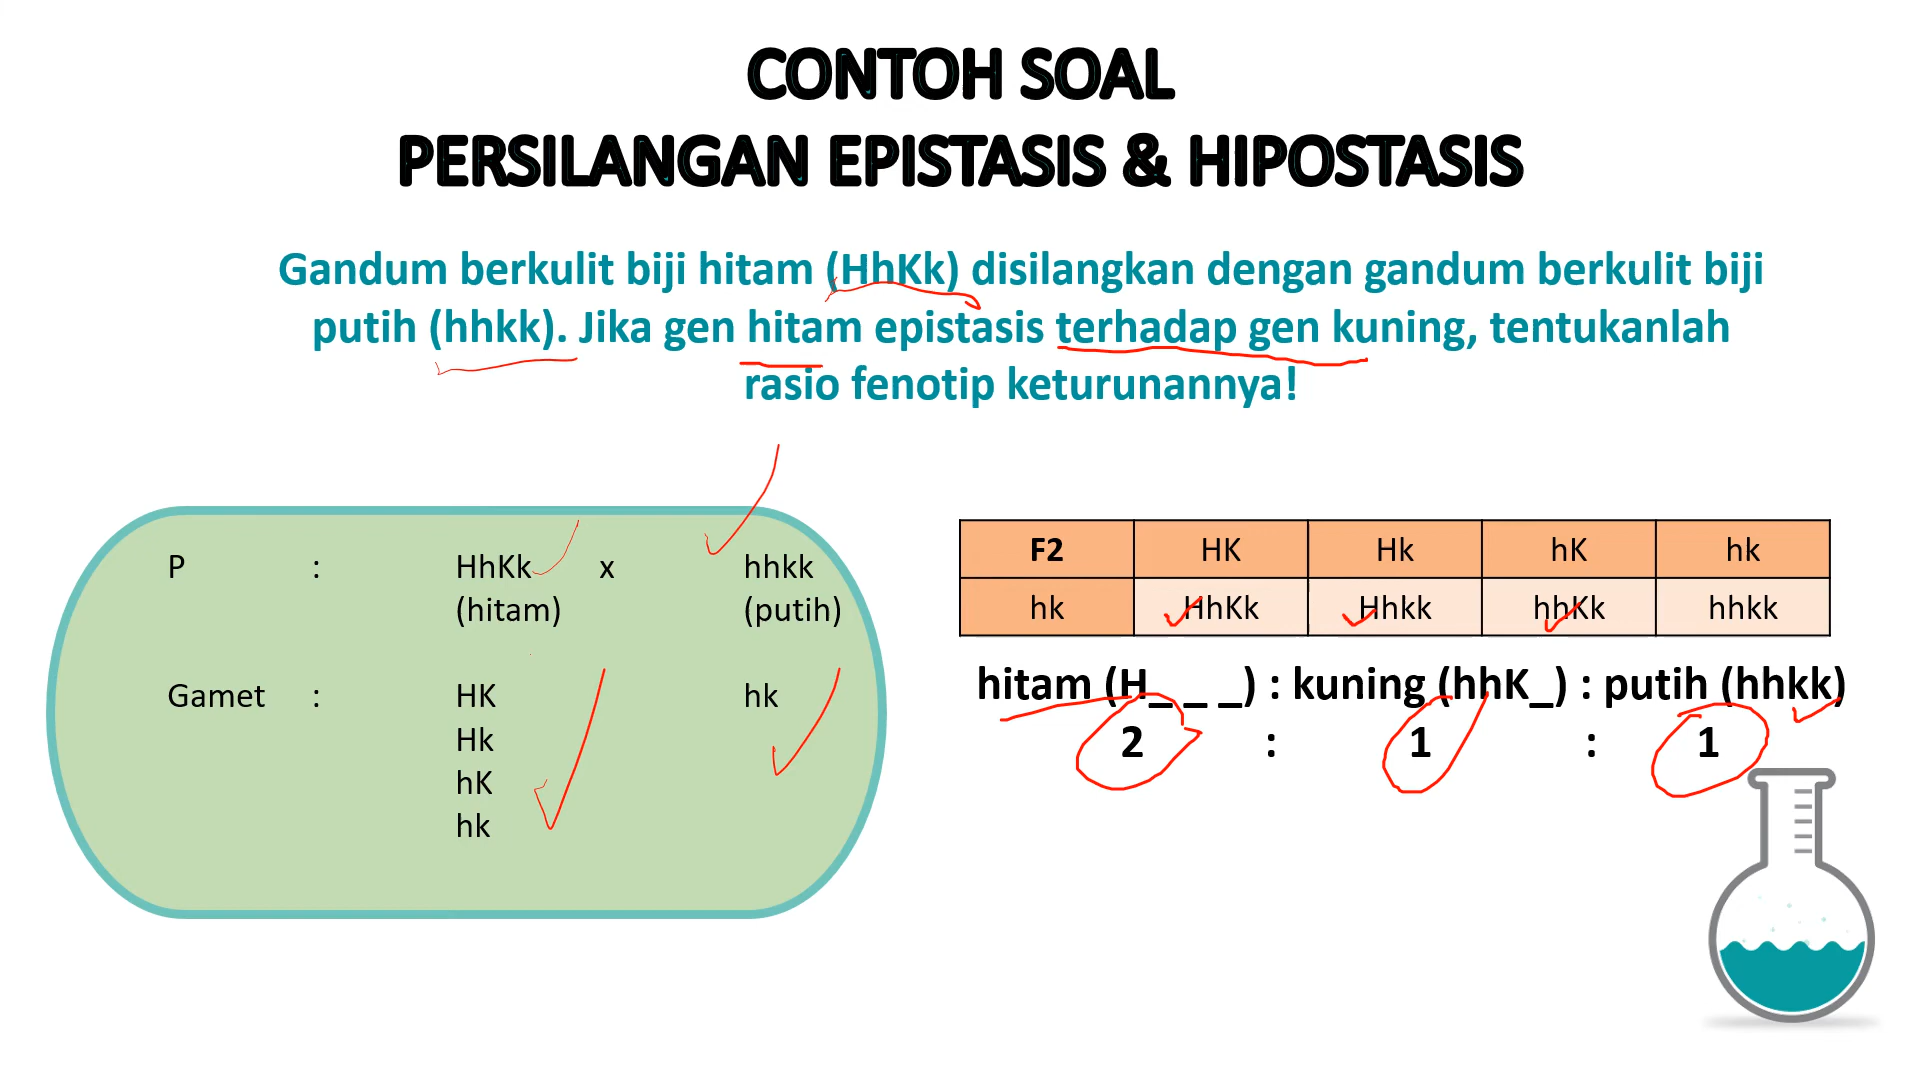 CONTOH SOAL
PERSILANGAN EPISTASIS & HIPOSTASIS
Gandum berkulit biji hitam (HhKk) disilangkan dengan gandum berkulit biji
putih (hhkk). Jika gen hitam epistasis terhadap gen kuning, tentukanlah
rasio fenotip keturunannya!
P : HhKk x hhkk
(hitam) (putih)
Gamet : HK hk
Hk
hK
hk
F2 HK Hk hK hk
hk HhKk Hhkk hhKk hhkk
hitam (H_ _ _) : kuning (hhK_) : putih (hhkk)
2 : 1 : 1